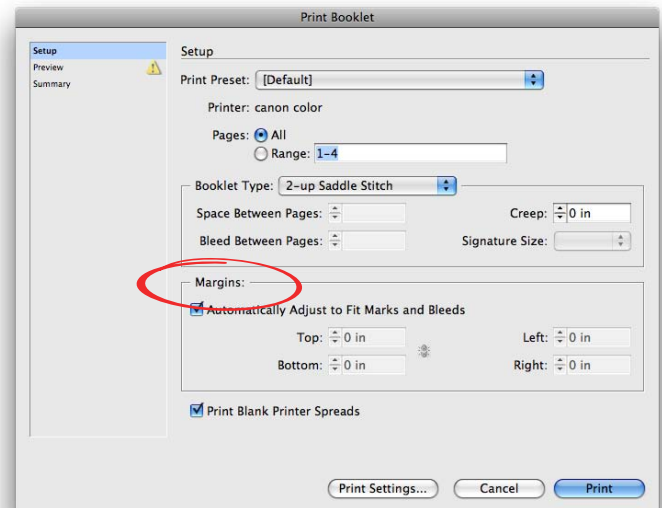 Print Booklet
Setup
Preview
Summary
Setup
Print Preset: [Default]
Printer: canon color
Pages: All
Range: 1-4
Booklet Type: 2-up Saddle Stitch
Space Between Pages: Creep: 0 in
Bleed Between Pages: Signature Size:
Margins:
Automatically Adjust to Fit Marks and Bleeds
Top: 0 in Left: 0 in
Bottom: 0 in Right: 0 in
Print Blank Printer Spreads
Print Settings... Cancel Print